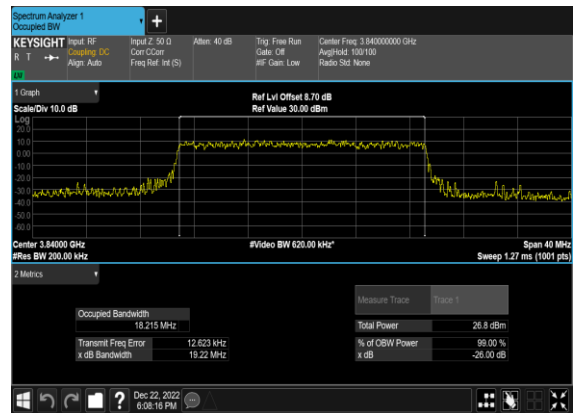 Spectrum Analyzer 1
Occupied BW
+
KEYSIGHT Input: RF Input Z: 50 Ω Atten: 40 dB Trig: Free Run Center Freq: 3.840000000 GHz
R T Coupling: DC Corr CCorr Gate: Off Avg|Hold: 100/100
Align: Auto Freq Ref: Int (S) #IF Gain: Low Radio Std: None
1 Graph
Ref Lvl Offset 8.70 dB
Scale/Div 10.0 dB Ref Value 30.00 dBm
Log
20.0
10.0
0.00
-10.0
-20.0
-30.0
-40.0
-50.0
-60.0
Center 3.84000 GHz #Video BW 620.00 kHz* Span 40 MHz
#Res BW 200.00 kHz Sweep 1.27 ms (1001 pts)
2 Metrics
Measure Trace Trace 1
Occupied Bandwidth
18.215 MHz Total Power 26.8 dBm
Transmit Freq Error 12.623 kHz % of OBW Power 99.00 %
x dB Bandwidth 19.22 MHz x dB -26.00 dB
? Dec 22, 2022
6:08:16 PM